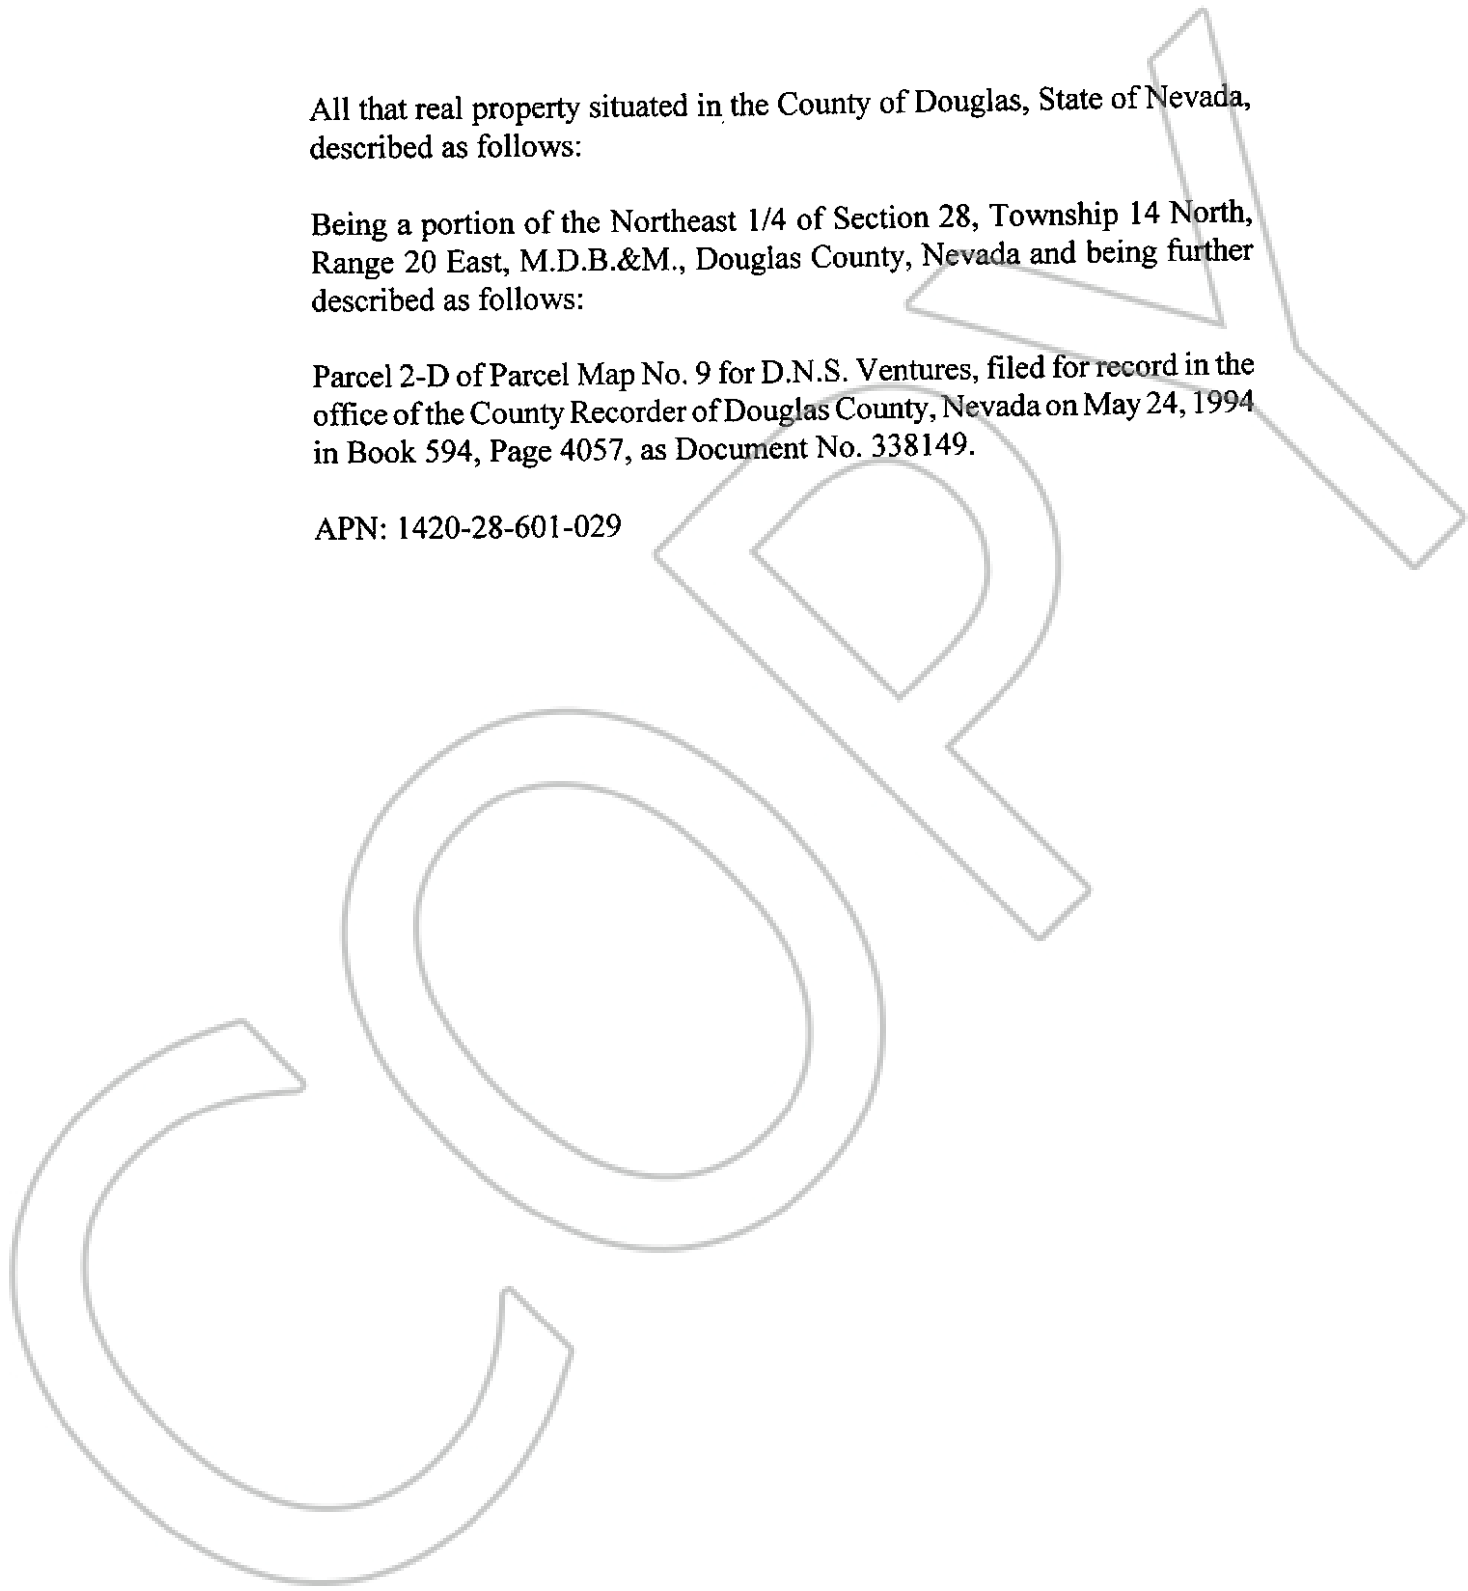 All that real property situated in the County of Douglas, State of Nevada,
described as follows:
Being a portion of the Northeast 1/4 of Section 28, Township 14 North,
Range 20 East, M.D.B.&M., Douglas County, Nevada and being further
described as follows:
Parcel 2-D of Parcel Map No. 9 for D.N.S. Ventures, filed for record in the
office of the County Recorder of Douglas County, Nevada on May 24, 1994
in Book 594, Page 4057, as Document No. 338149.
APN: 1420-28-601-029
COPY